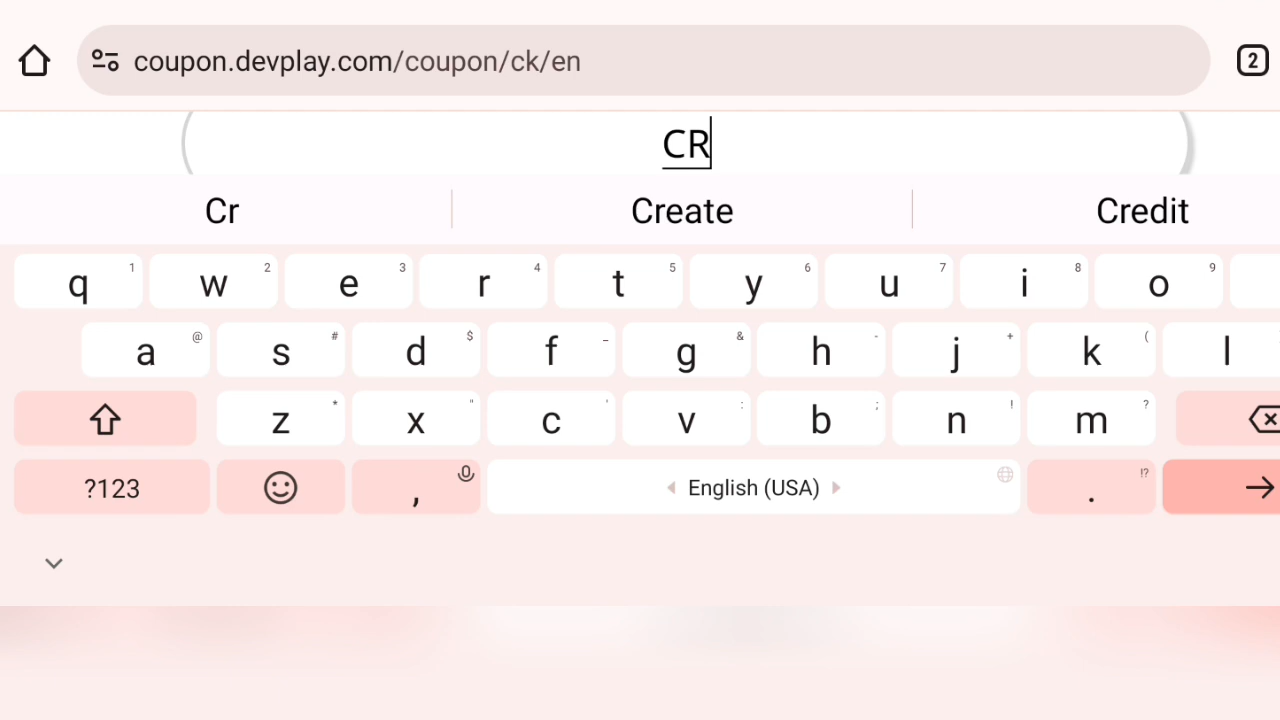 coupon.devplay.com/coupon/ck/en 2
CR
Cr Create Credit
q 1 w 2 e 3 r 4 t 5 y 6 u 7 i 8 o 9
a @ s # d $ f _ g & h - j + k ( l
z * x " c ' v : b ; n ! m ?
?123 , English (USA) . !?